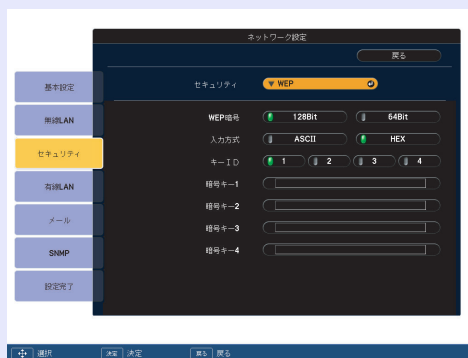 ネットワーク設定
戻る
基本設定
無線LAN
セキュリティ
有線LAN
メール
SNMP
設定完了
セキュリティ WEP
WEP暗号 128Bit 64Bit
入力方式 ASCII HEX
キーID 1 2 3 4
暗号キー1
暗号キー2
暗号キー3
暗号キー4
選択 決定 決定 戻る 戻る